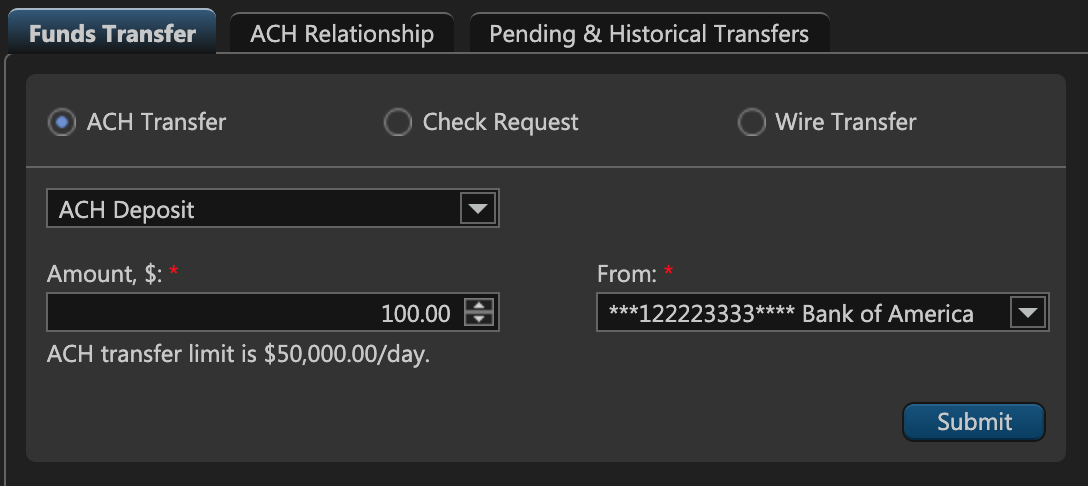 Funds Transfer ACH Relationship Pending & Historical Transfers
ACH Transfer Check Request Wire Transfer
ACH Deposit
Amount, $: * From: *
100.00 ***122223333**** Bank of America
ACH transfer limit is $50,000.00/day.
Submit